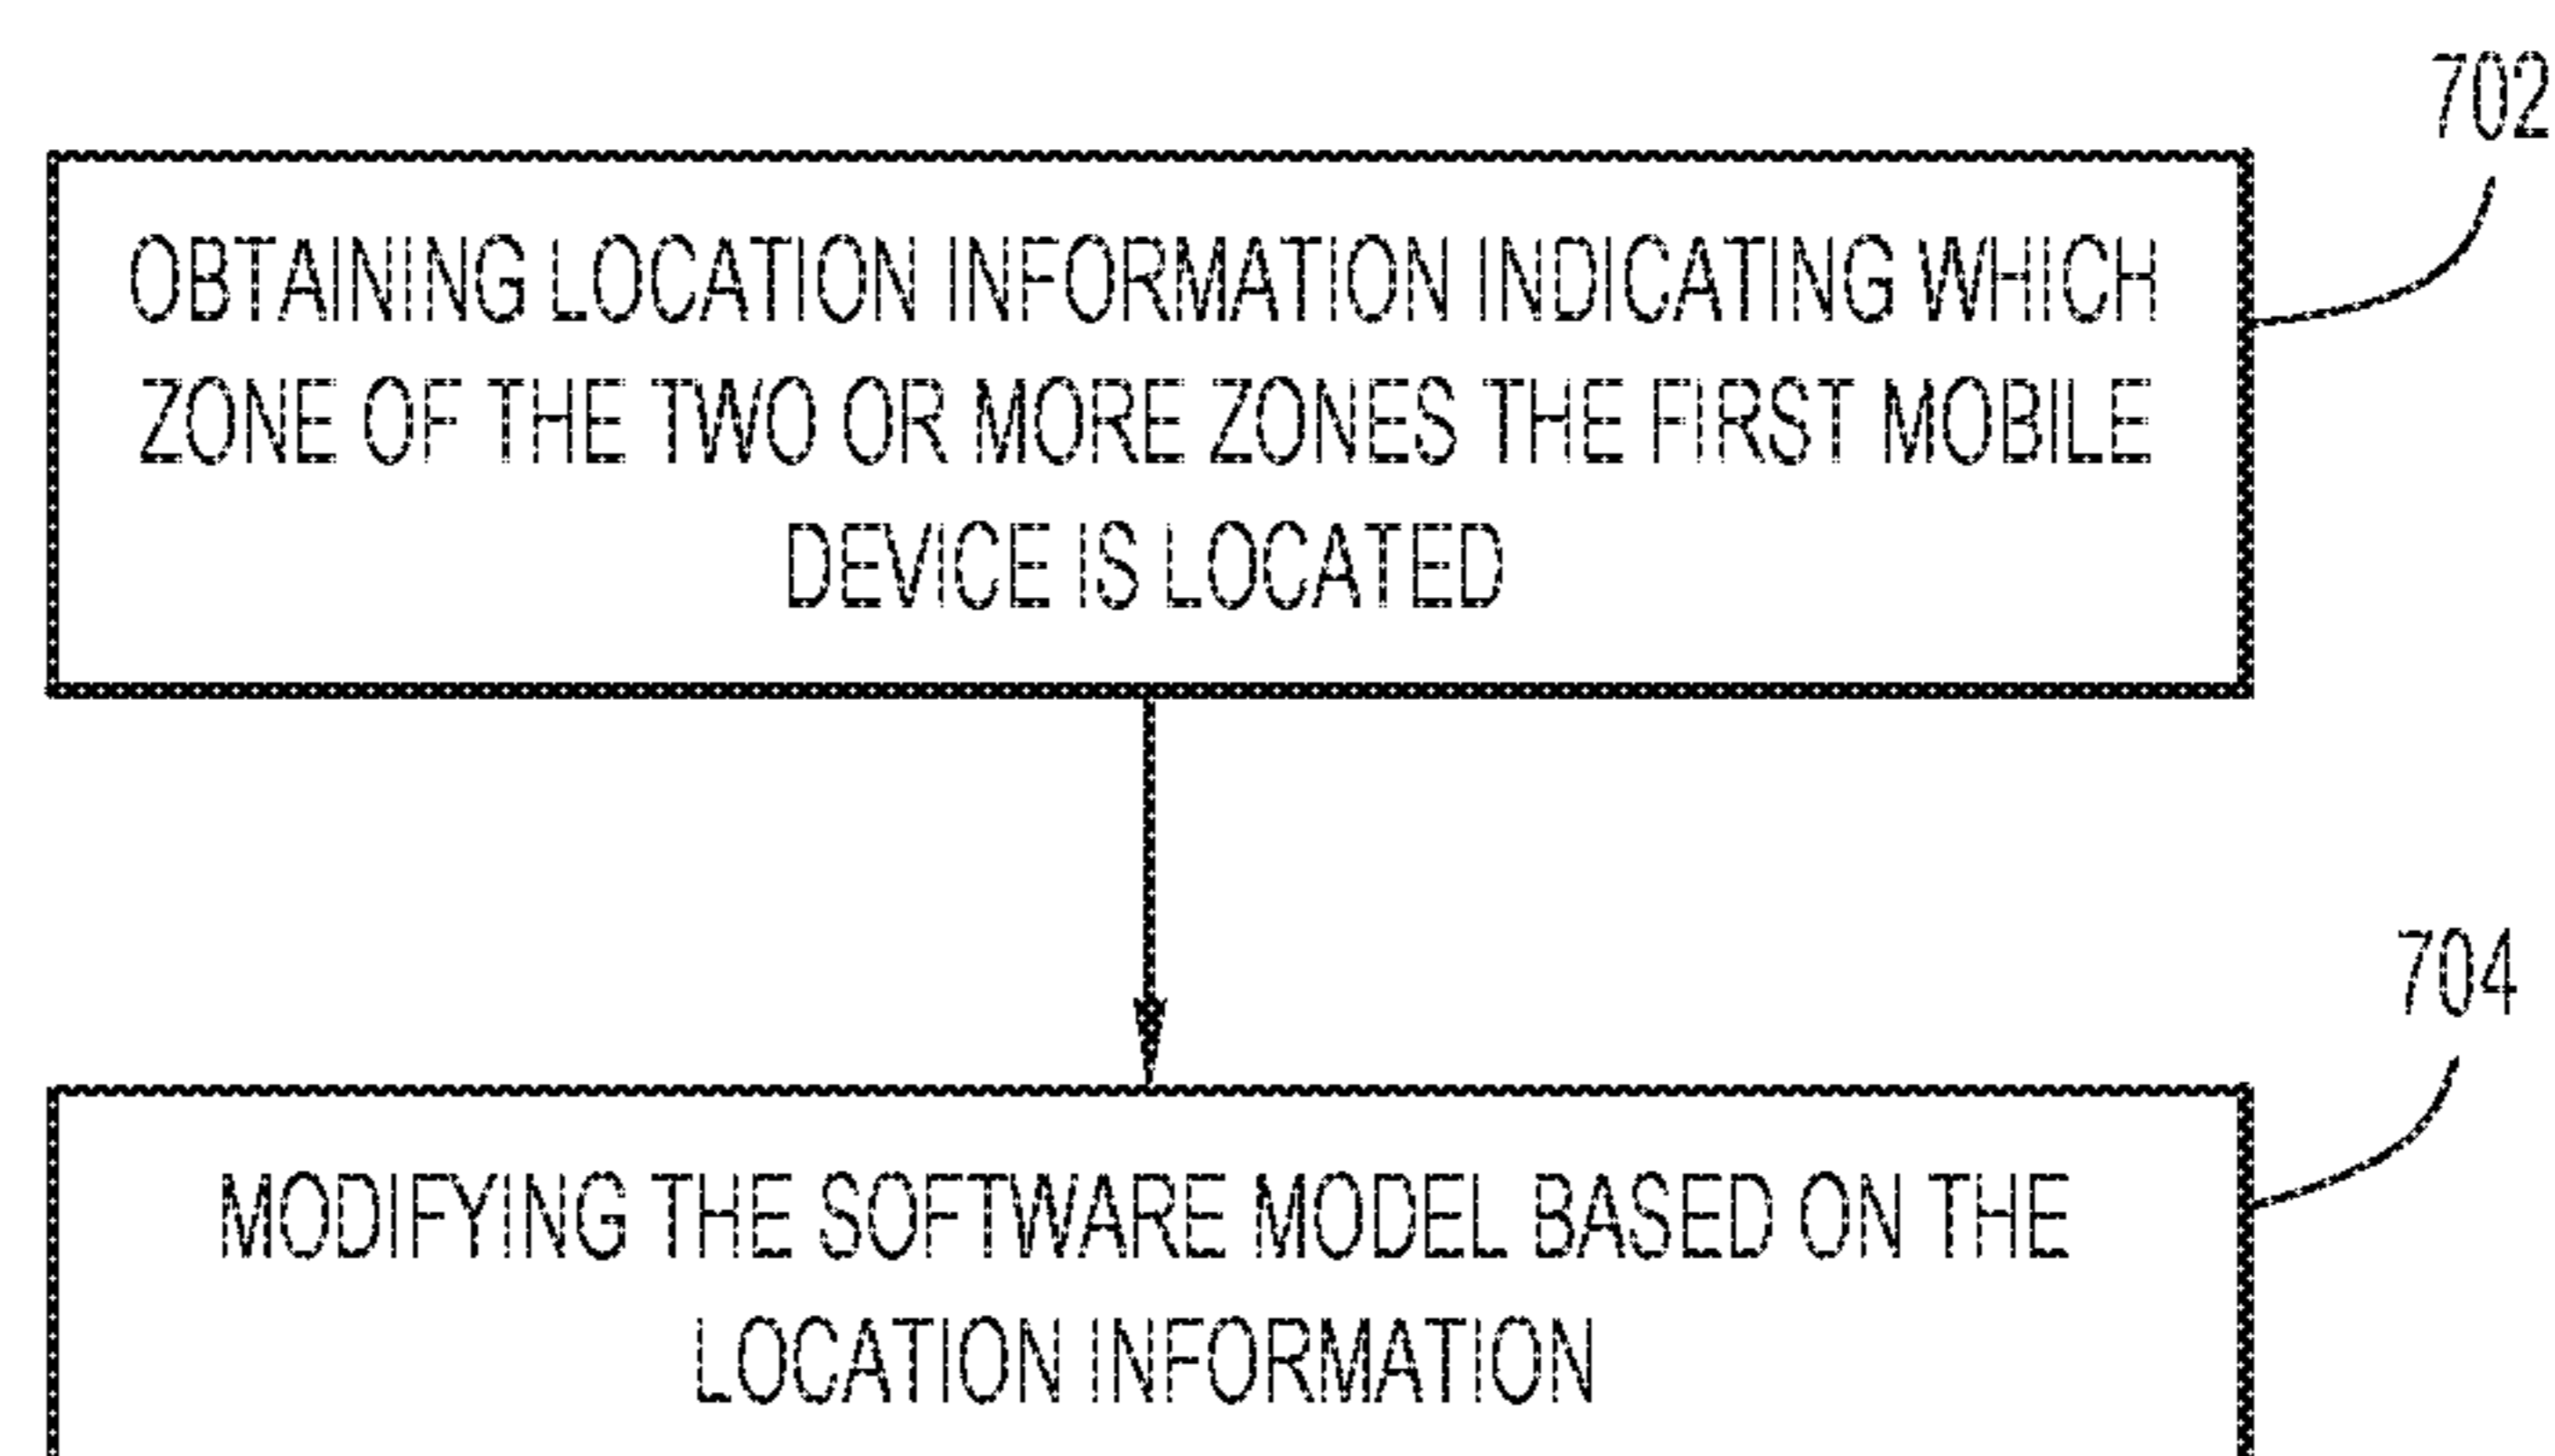 702
OBTAINING LOCATION INFORMATION INDICATING WHICH
ZONE OF THE TWO OR MORE ZONES THE FIRST MOBILE
DEVICE IS LOCATED
704
MODIFYING THE SOFTWARE MODEL BASED ON THE
LOCATION INFORMATION